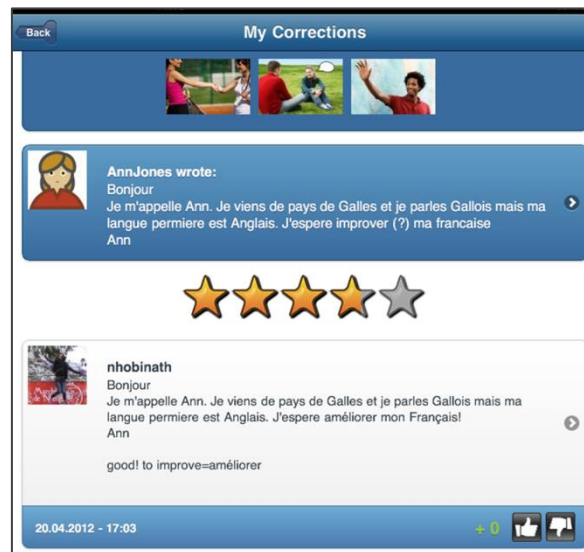 Back
My Corrections
AnnJones wrote:
Bonjour
Je m'appelle Ann. Je viens de pays de Galles et je parles Gallois mais ma
langue permiere est Anglais. J'espere improver (?) ma francaise
Ann
nhobinath
Bonjour
Je m'appelle Ann. Je viens de pays de Galles et je parles Gallois mais ma
langue permiere est Anglais. J'espere améliorer mon Français!
Ann
good! to improve=améliorer
20.04.2012 - 17:03
+ 0